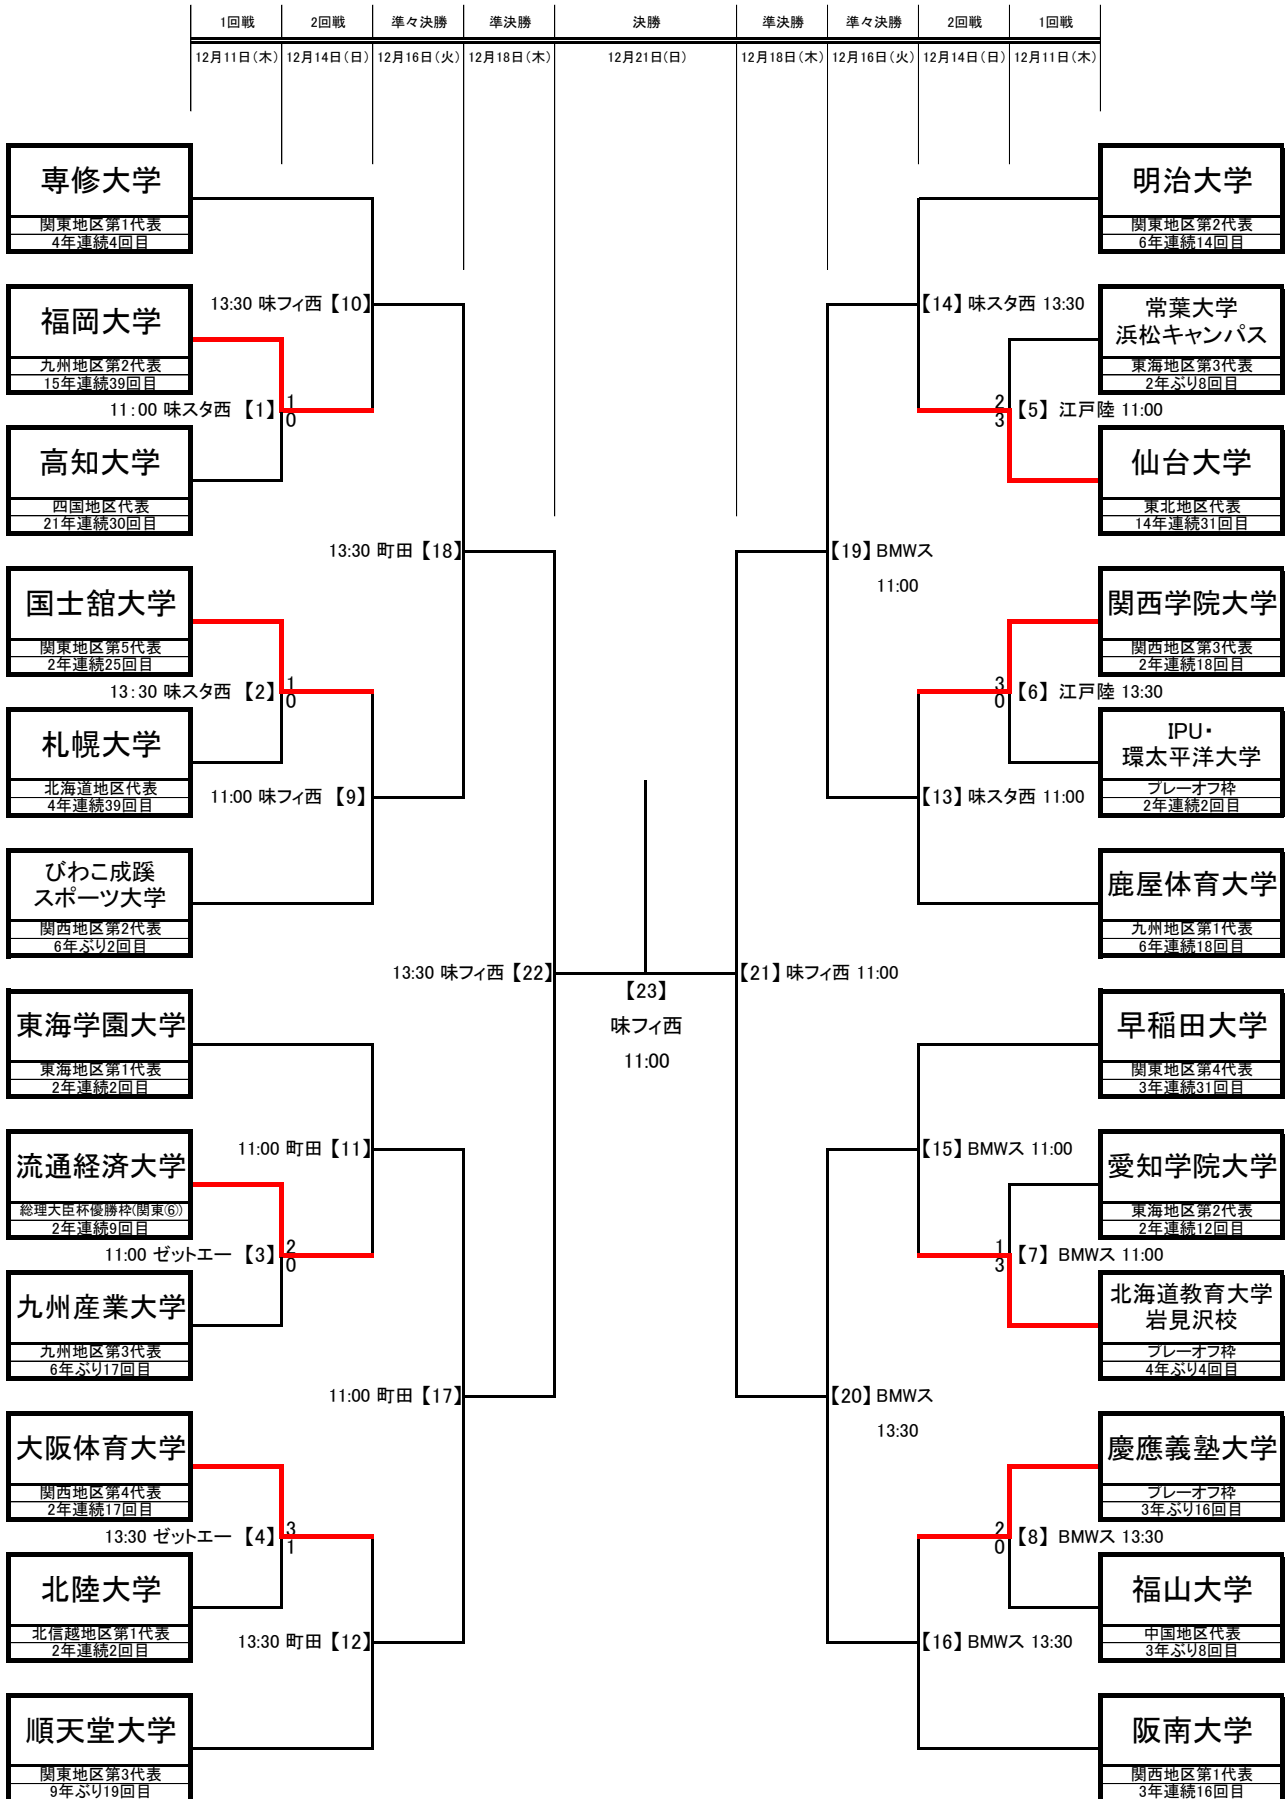 1回戦 2回戦 準々決勝 準決勝 決勝 準決勝 準々決勝 2回戦 1回戦
12月11日(木) 12月14日(日) 12月16日(火) 12月18日(木) 12月21日(日) 12月18日(木) 12月16日(火) 12月14日(日) 12月11日(木)
専修大学
関東地区第1代表
4年連続4回目
13:30 味フィ西 【10】
福岡大学
九州地区第2代表
15年連続39回目
11:00 味スタ西 【1】
1
0
高知大学
四国地区代表
21年連続30回目
13:30 町田 【18】
国士舘大学
関東地区第5代表
2年連続25回目
13:30 味スタ西 【2】
1
0
札幌大学
北海道地区代表
4年連続39回目
11:00 味フィ西 【9】
びわこ成蹊
スポーツ大学
関西地区第2代表
6年ぶり2回目
13:30 味フィ西 【22】
東海学園大学
東海地区第1代表
2年連続2回目
11:00 町田 【11】
流通経済大学
総理大臣杯優勝枠(関東⑥)
2年連続9回目
11:00 ゼットエー 【3】
2
0
九州産業大学
九州地区第3代表
6年ぶり17回目
11:00 町田 【17】
大阪体育大学
関西地区第4代表
2年連続17回目
13:30 ゼットエー 【4】
3
1
北陸大学
北信越地区第1代表
2年連続2回目
13:30 町田 【12】
順天堂大学
関東地区第3代表
9年ぶり19回目
【23】
味フィ西
11:00
明治大学
関東地区第2代表
6年連続14回目
【14】 味スタ西 13:30
常葉大学
浜松キャンパス
東海地区第3代表
2年ぶり8回目
2
3
【5】 江戸陸 11:00
仙台大学
東北地区代表
14年連続31回目
【19】 BMWス
11:00
関西学院大学
関西地区第3代表
2年連続18回目
3
0
【6】 江戸陸 13:30
IPU・
環太平洋大学
プレーオフ枠
2年連続2回目
【13】 味スタ西 11:00
鹿屋体育大学
九州地区第1代表
6年連続18回目
【21】 味フィ西 11:00
早稲田大学
関東地区第4代表
3年連続31回目
【15】 BMWス 11:00
愛知学院大学
東海地区第2代表
2年連続12回目
1
3
【7】 BMWス 11:00
北海道教育大学
岩見沢校
プレーオフ枠
4年ぶり4回目
【20】 BMWス
13:30
慶應義塾大学
プレーオフ枠
3年ぶり16回目
2
0
【8】 BMWス 13:30
福山大学
中国地区代表
3年ぶり8回目
【16】 BMWス 13:30
阪南大学
関西地区第1代表
3年連続16回目